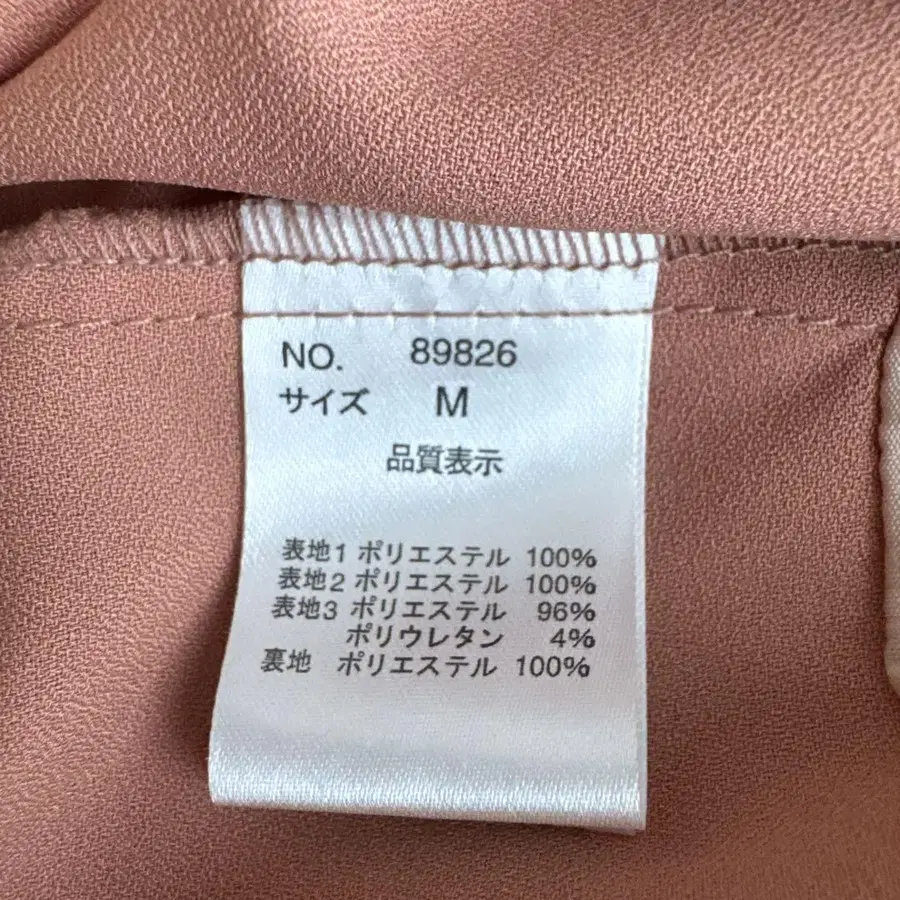 NO. 89826
サイズ M
品質表示
表地1 ポリエステル 100%
表地2 ポリエステル 100%
表地3 ポリエステル 96%
ポリウレタン 4%
裏地 ポリエステル 100%